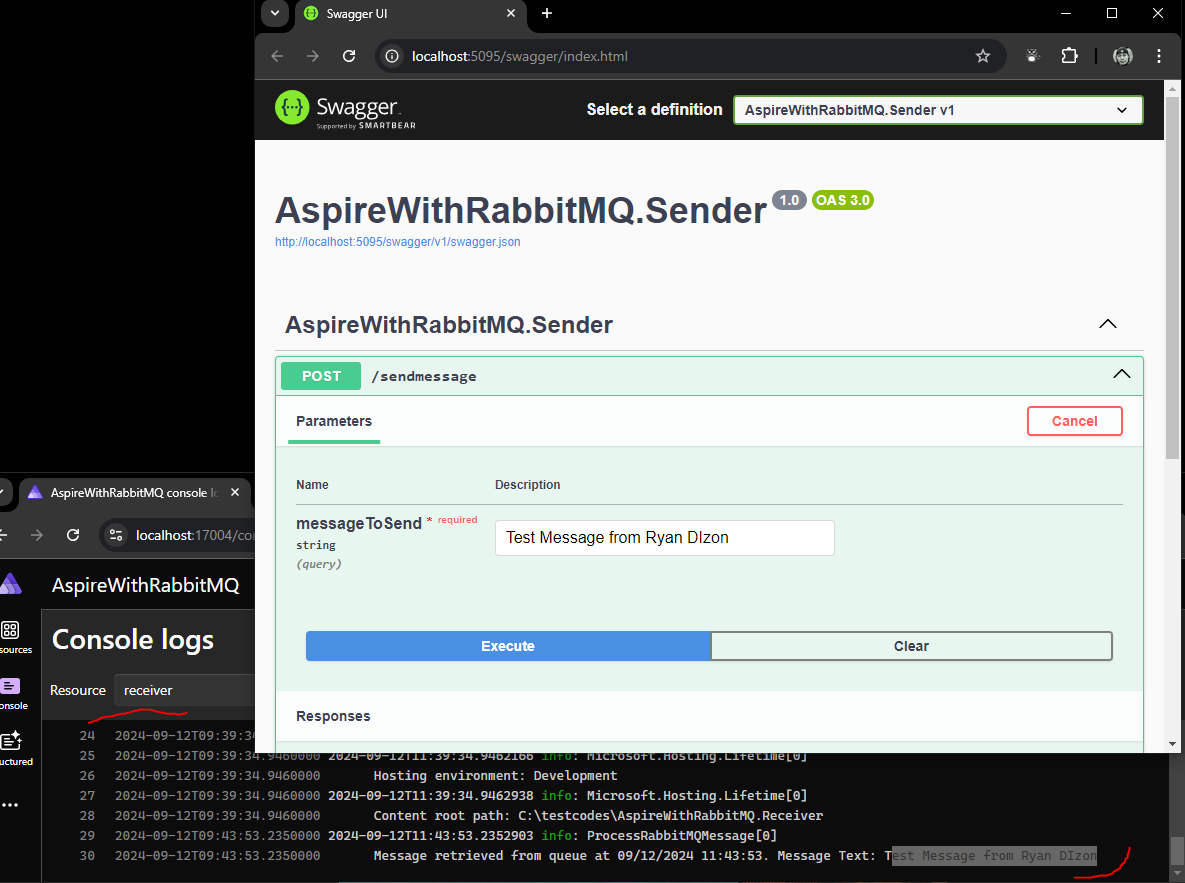 Swagger UI
localhost:5095/swagger/index.html
Swagger
Supported by SMARTBEAR
Select a definition
AspireWithRabbitMQ.Sender v1
AspireWithRabbitMQ.Sender 1.0 OAS 3.0
http://localhost:5095/swagger/v1/swagger.json
AspireWithRabbitMQ.Sender
POST /sendmessage
Parameters
Cancel
Name Description
messageToSend * required
string
(query)
Test Message from Ryan DIzon
Execute
Clear
Responses
AspireWithRabbitMQ console lo
localhost:17004/con
AspireWithRabbitMQ
sources
onsole
uctured
Console logs
Resource receiver
24 2024-09-12T09:39:34
25 2024-09-12T09:39:34.9460000 2024-09-12T11:39:34.9462166 info: Microsoft.Hosting.Lifetime[0]
26 2024-09-12T09:39:34.9460000 Hosting environment: Development
27 2024-09-12T09:39:34.9460000 2024-09-12T11:39:34.9462938 info: Microsoft.Hosting.Lifetime[0]
28 2024-09-12T09:39:34.9460000 Content root path: C:\testcodes\AspireWithRabbitMQ.Receiver
29 2024-09-12T09:43:53.2350000 2024-09-12T11:43:53.2352903 info: ProcessRabbitMQMessage[0]
30 2024-09-12T09:43:53.2350000 Message retrieved from queue at 09/12/2024 11:43:53. Message Text: Test Message from Ryan DIzon